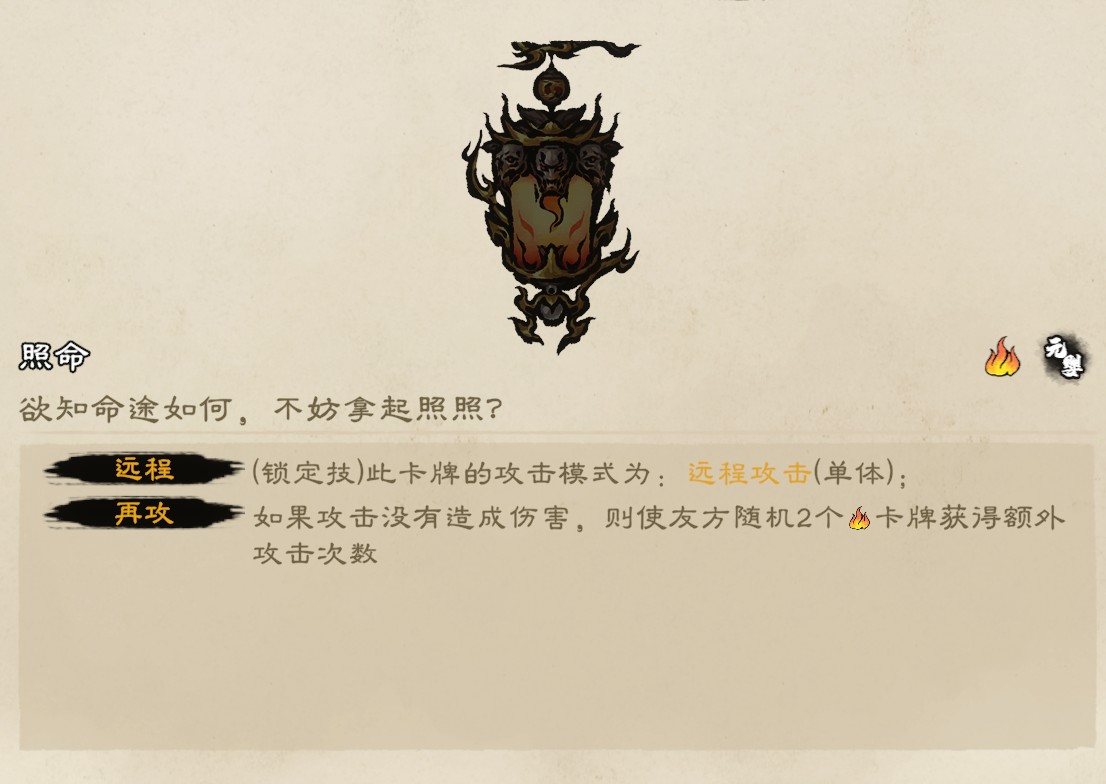 照命
元婴
欲知命途如何，不妨拿起照照？
远程
(锁定技)此卡牌的攻击模式为：远程攻击(单体)；
再攻
如果攻击没有造成伤害，则使友方随机2个卡牌获得额外
攻击次数